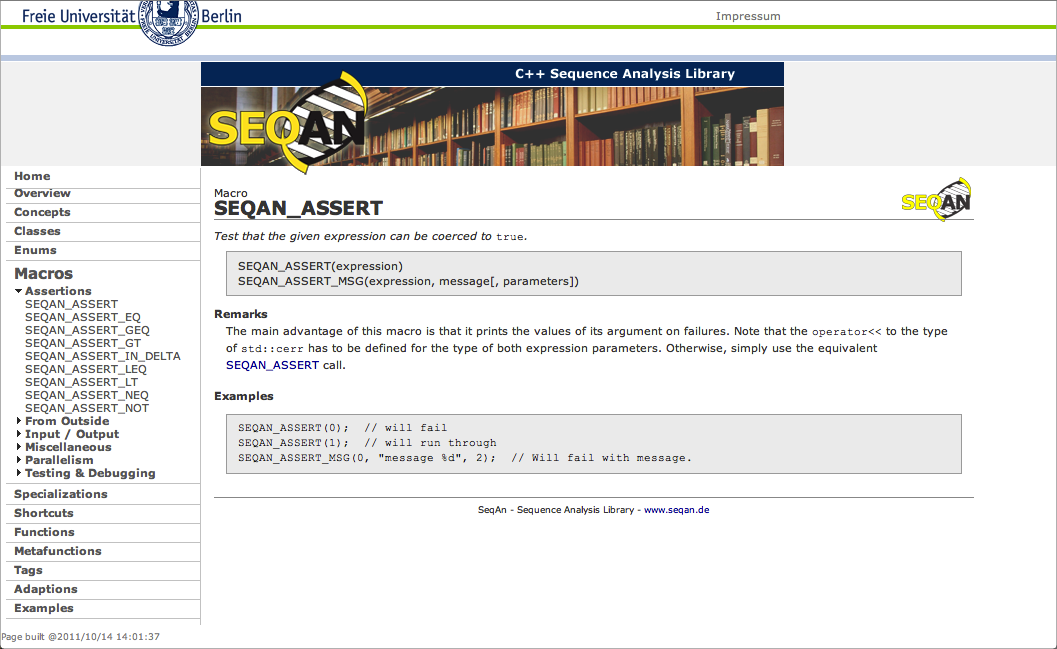 Freie Universität Berlin
Impressum
C++ Sequence Analysis Library
SEQAN
Home
Overview
Concepts
Classes
Enums
Macros
Assertions
SEQAN_ASSERT
SEQAN_ASSERT_EQ
SEQAN_ASSERT_GEQ
SEQAN_ASSERT_GT
SEQAN_ASSERT_IN_DELTA
SEQAN_ASSERT_LEQ
SEQAN_ASSERT_LT
SEQAN_ASSERT_NEQ
SEQAN_ASSERT_NOT
From Outside
Input / Output
Miscellaneous
Parallelism
Testing & Debugging
Specializations
Shortcuts
Functions
Metafunctions
Tags
Adaptions
Examples
Page built @2011/10/14 14:01:37
Macro
SEQAN_ASSERT
SEQAN
Test that the given expression can be coerced to true.
SEQAN_ASSERT(expression)
SEQAN_ASSERT_MSG(expression, message[, parameters])
Remarks
The main advantage of this macro is that it prints the values of its argument on failures. Note that the operator<< to the type
of std::cerr has to be defined for the type of both expression parameters. Otherwise, simply use the equivalent
SEQAN_ASSERT call.
Examples
SEQAN_ASSERT(0);  // will fail
SEQAN_ASSERT(1);  // will run through
SEQAN_ASSERT_MSG(0, "message %d", 2);  // Will fail with message.
SeqAn - Sequence Analysis Library - www.seqan.de